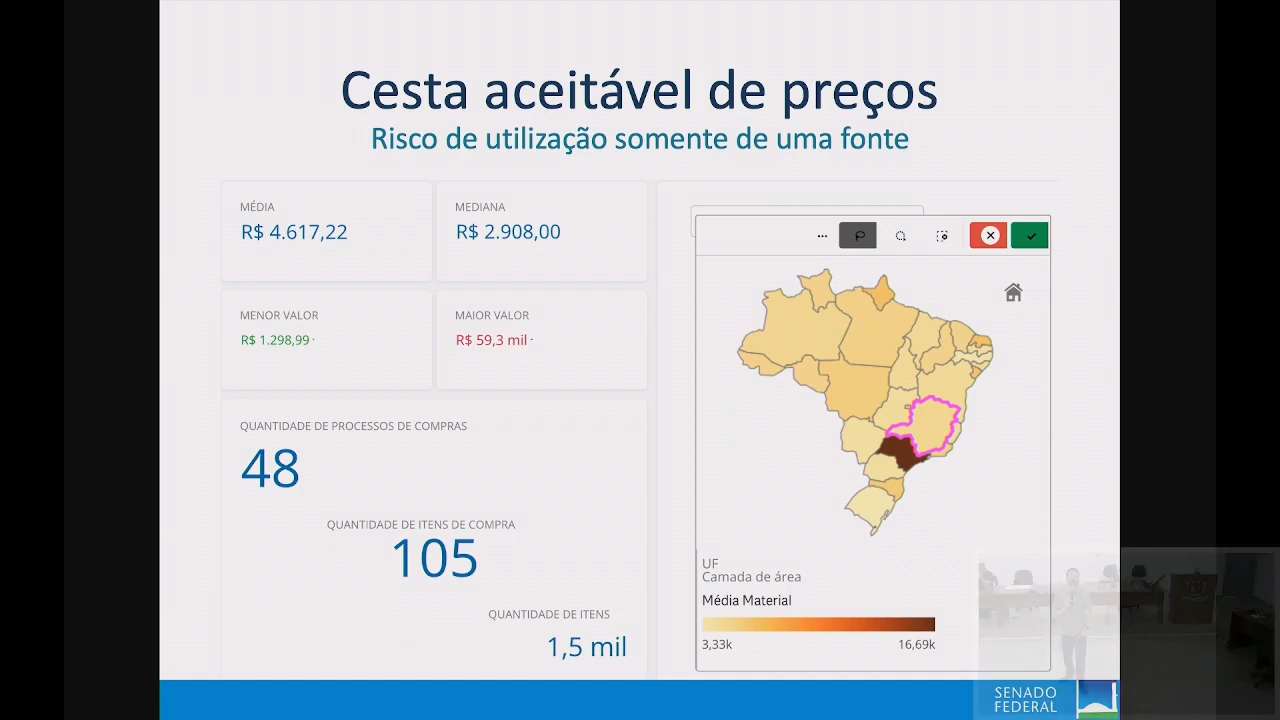 Cesta aceitável de preços
Risco de utilização somente de uma fonte
MÉDIA
R$ 4.617,22
MEDIANA
R$ 2.908,00
MENOR VALOR
R$ 1.298,99
MAIOR VALOR
R$ 59,3 mil
QUANTIDADE DE PROCESSOS DE COMPRAS
48
QUANTIDADE DE ITENS DE COMPRA
105
QUANTIDADE DE ITENS
1,5 mil
UF
Camada de área
Média Material
3,33k
16,69k
SENADO
FEDERAL